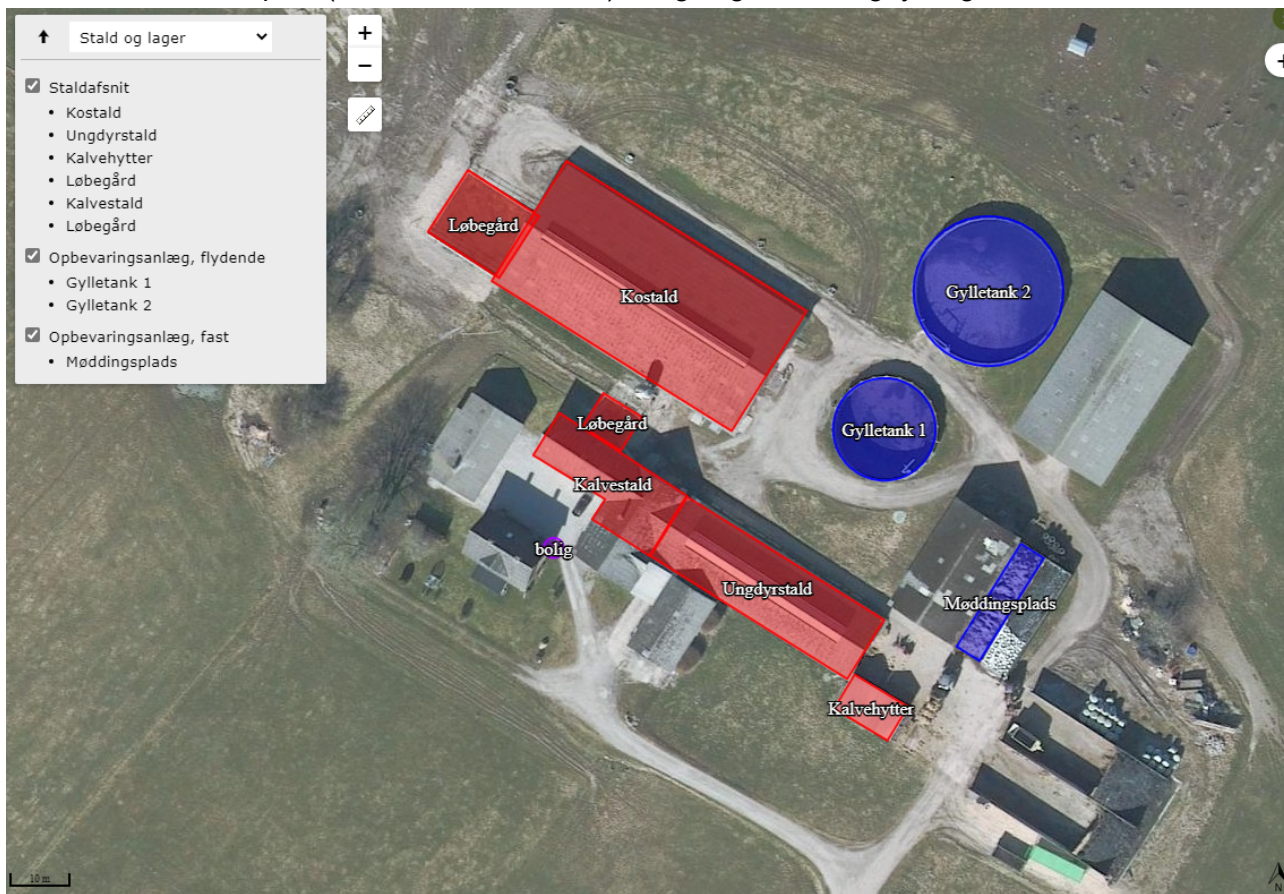 Stald og lager
Staldafsnit
Kostald
Ungdyrstald
Kalvehytter
Løbegård
Kalvestald
Løbegård
Opbevaringsanlæg, flydende
Gylletank 1
Gylletank 2
Opbevaringsanlæg, fast
Møddingsplads
+
−
+
Løbegård
Kostald
Gylletank 2
Løbegård
Gylletank 1
Kalvestald
bolig
Ungdyrstald
Møddingsplads
Kalvehytter
10 m